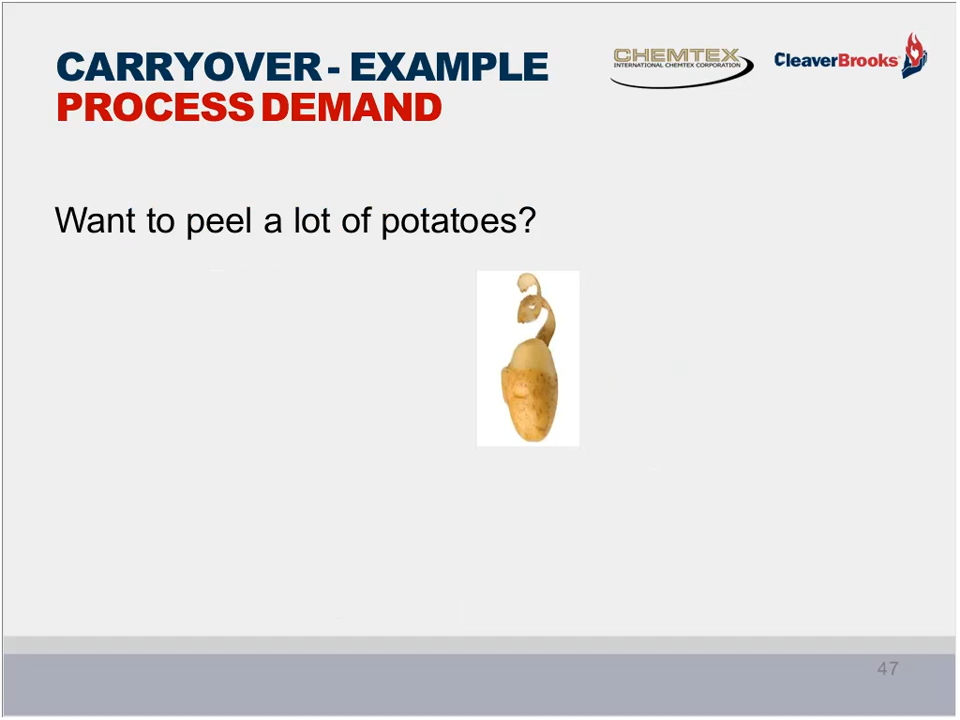 CARRYOVER - EXAMPLE
PROCESS DEMAND
CHEMTEX
INTERNATIONAL CHEMTEX CORPORATION
CleaverBrooks
Want to peel a lot of potatoes?
47